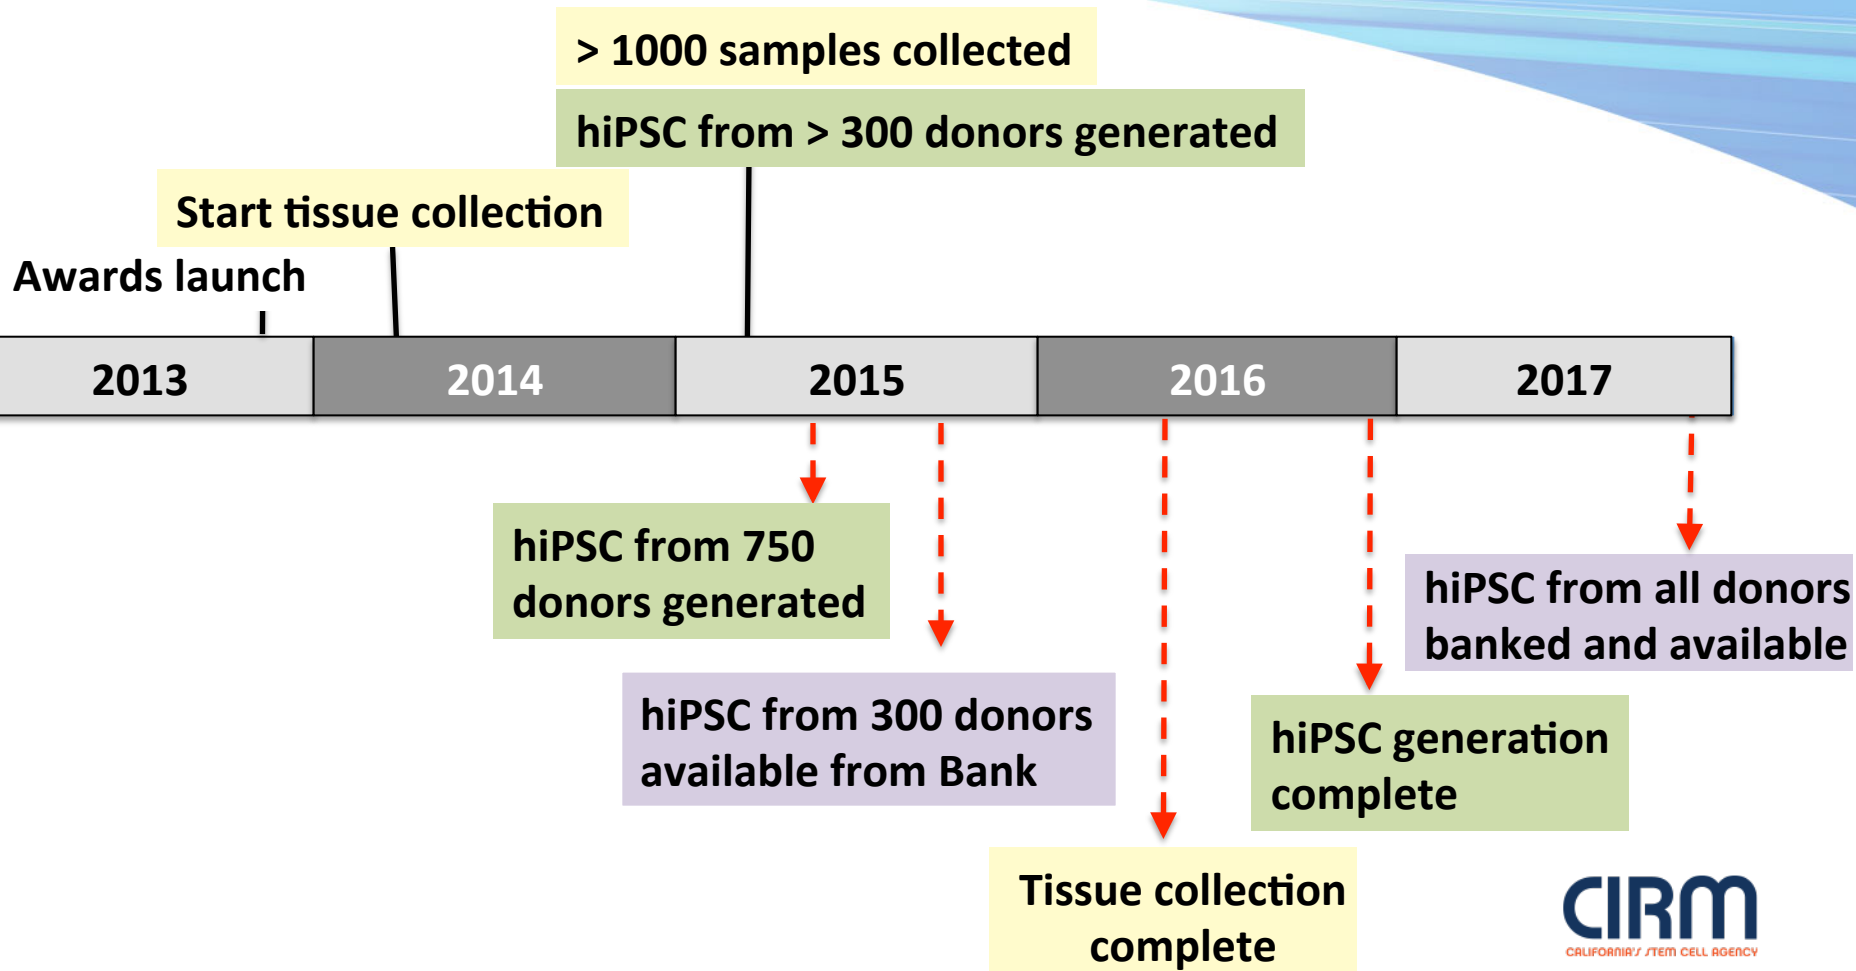 > 1000 samples collected
hiPSC from > 300 donors generated
Start tissue collection
Awards launch
2013
2014
2015
2016
2017
hiPSC from 750
donors generated
hiPSC from 300 donors
available from Bank
Tissue collection
complete
hiPSC generation
complete
hiPSC from all donors
banked and available
CIRM
CALIFORNIA'S STEM CELL AGENCY